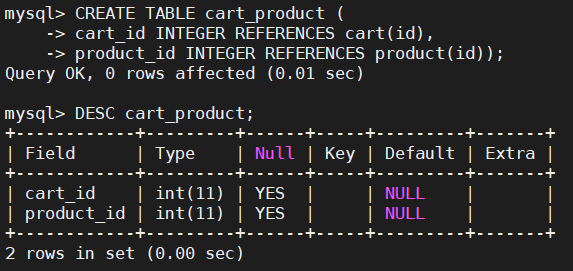 mysql> CREATE TABLE cart_product (
    -> cart_id INTEGER REFERENCES cart(id),
    -> product_id INTEGER REFERENCES product(id));
Query OK, 0 rows affected (0.01 sec)

mysql> DESC cart_product;
+------------+---------+------+-----+---------+-------+
| Field      | Type    | Null | Key | Default | Extra |
+------------+---------+------+-----+---------+-------+
| cart_id    | int(11) | YES  |     | NULL    |       |
| product_id | int(11) | YES  |     | NULL    |       |
+------------+---------+------+-----+---------+-------+
2 rows in set (0.00 sec)